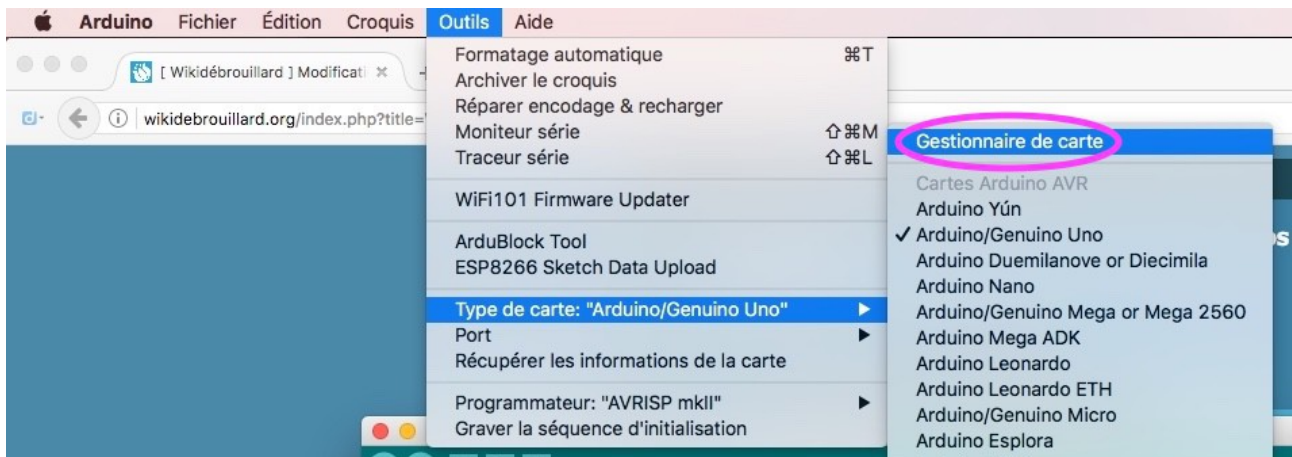 Arduino Fichier Édition Croquis Outils Aide
[ Wikidébrouillard ] Modificati
wikidebrouillard.org/index.php?title=
Formatage automatique ⌘T
Archiver le croquis
Réparer encodage & recharger
Moniteur série ⇧⌘M
Traceur série ⇧⌘L
WiFi101 Firmware Updater
ArduBlock Tool
ESP8266 Sketch Data Upload
Type de carte: "Arduino/Genuino Uno"
Port
Récupérer les informations de la carte
Programmateur: "AVRISP mkII"
Graver la séquence d'initialisation
Gestionnaire de carte
Cartes Arduino AVR
Arduino Yún
✓ Arduino/Genuino Uno
Arduino Duemilanove or Diecimila
Arduino Nano
Arduino/Genuino Mega or Mega 2560
Arduino Mega ADK
Arduino Leonardo
Arduino Leonardo ETH
Arduino/Genuino Micro
Arduino Esplora